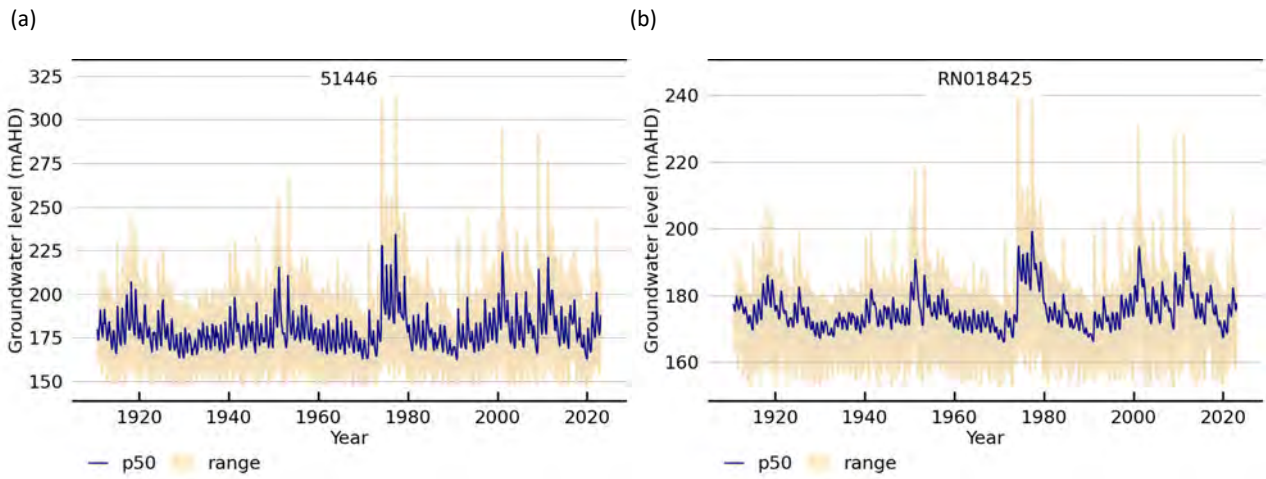 (a)
(b)
51446
325
300
275
250
225
200
175
150
Groundwater level (mAHD)
1920 1940 1960 1980 2000 2020
Year
p50 range
RN018425
240
220
200
180
160
Groundwater level (mAHD)
1920 1940 1960 1980 2000 2020
Year
p50 range